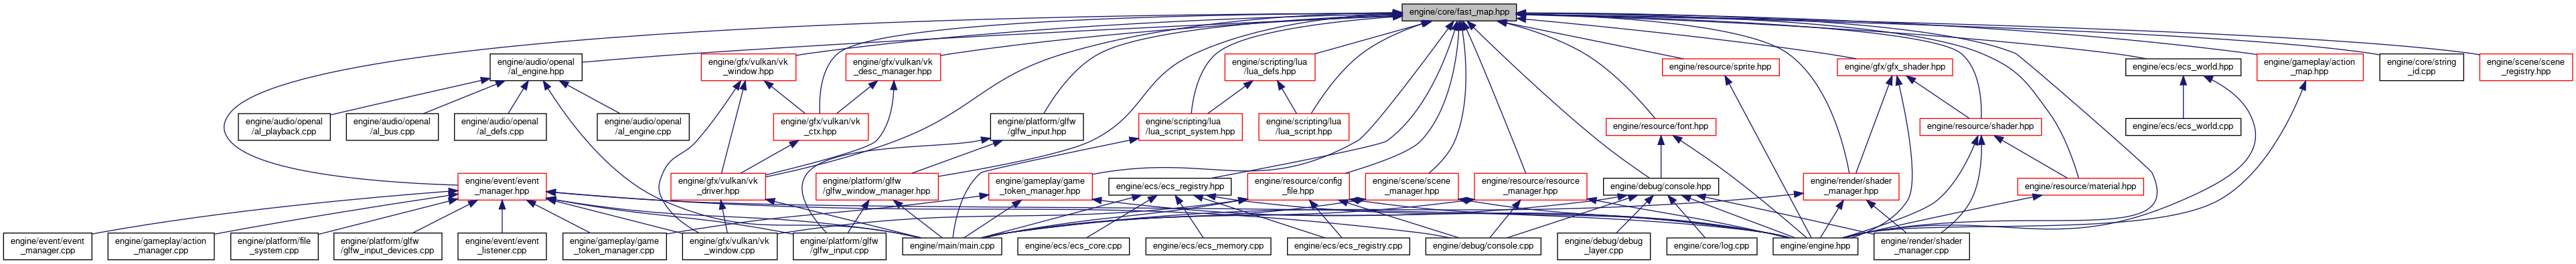 engine/core/fast_map.hpp
engine/audio/openal
/al_engine.hpp
engine/gfx/vulkan/vk
_window.hpp
engine/gfx/vulkan/vk
_desc_manager.hpp
engine/scripting/lua
/lua_defs.hpp
engine/resource/sprite.hpp
engine/gfx/gfx_shader.hpp
engine/ecs/ecs_world.hpp
engine/gameplay/action
_map.hpp
engine/core/string
_id.cpp
engine/scene/scene
_registry.hpp
engine/audio/openal
/al_playback.cpp
engine/audio/openal
/al_bus.cpp
engine/audio/openal
/al_defs.cpp
engine/audio/openal
/al_engine.cpp
engine/gfx/vulkan/vk
_ctx.hpp
engine/platform/glfw
/glfw_input.hpp
engine/scripting/lua
/lua_script_system.hpp
engine/scripting/lua
/lua_script.hpp
engine/resource/font.hpp
engine/resource/shader.hpp
engine/ecs/ecs_world.cpp
engine/event/event
_manager.hpp
engine/gfx/vulkan/vk
_driver.hpp
engine/platform/glfw
/glfw_window_manager.hpp
engine/gameplay/game
_token_manager.hpp
engine/ecs/ecs_registry.hpp
engine/resource/config
_file.hpp
engine/scene/scene
_manager.hpp
engine/resource/resource
_manager.hpp
engine/debug/console.hpp
engine/render/shader
_manager.hpp
engine/resource/material.hpp
engine/event/event
_manager.cpp
engine/gameplay/action
_manager.cpp
engine/platform/file
_system.cpp
engine/platform/glfw
/glfw_input_devices.cpp
engine/event/event
_listener.cpp
engine/gameplay/game
_token_manager.cpp
engine/gfx/vulkan/vk
_window.cpp
engine/platform/glfw
/glfw_input.cpp
engine/main/main.cpp
engine/ecs/ecs_core.cpp
engine/ecs/ecs_memory.cpp
engine/ecs/ecs_registry.cpp
engine/debug/console.cpp
engine/debug/debug
_layer.cpp
engine/core/log.cpp
engine/engine.hpp
engine/render/shader
_manager.cpp